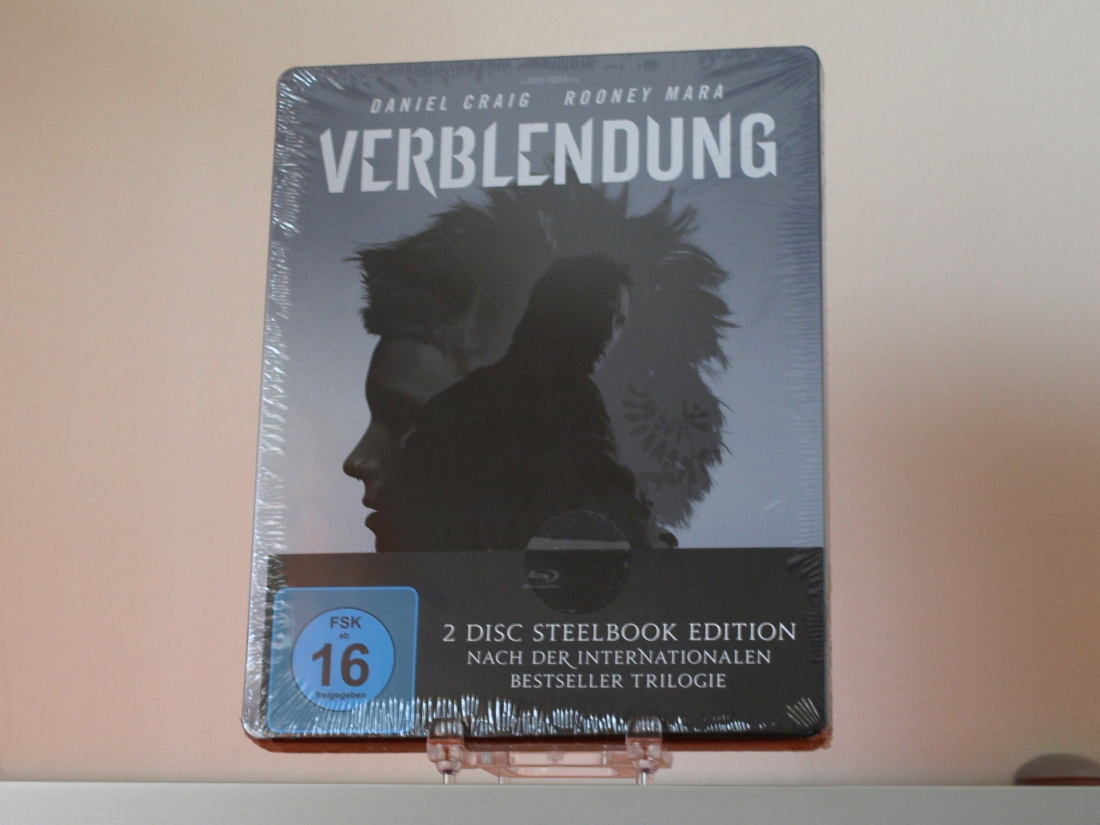 DANIEL CRAIG ROONEY MARA
VERBLENDUNG
FSK
ab
16
freigegeben
2 DISC STEELBOOK EDITION
NACH DER INTERNATIONALEN
BESTSELLER TRILOGIE